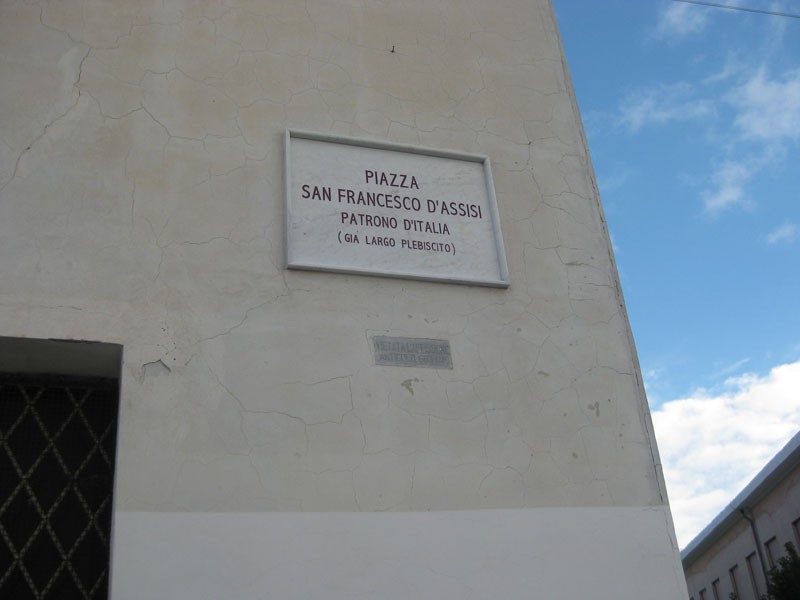 PIAZZA
SAN FRANCESCO D'ASSISI
PATRONO D'ITALIA
(GIÀ LARGO PLEBISCITO)